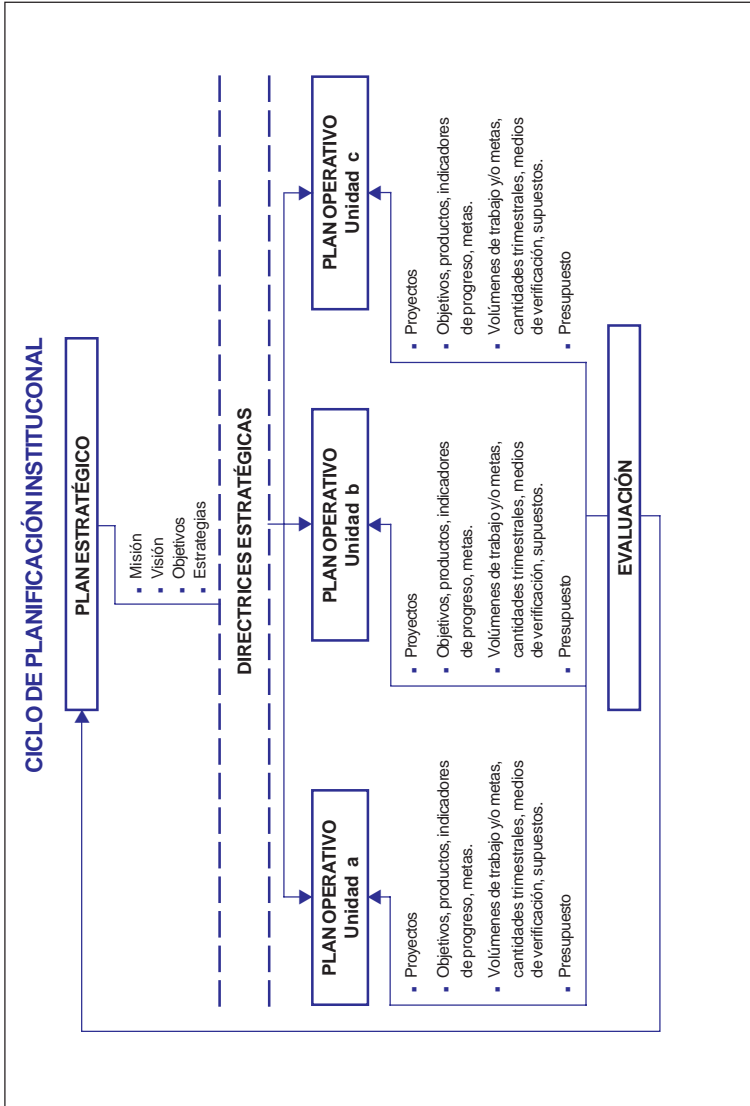 CICLO DE PLANIFICACIÓN INSTITUCONAL
PLAN ESTRATÉGICO
▪ Misión
▪ Visión
▪ Objetivos
▪ Estrategias
DIRECTRICES ESTRATÉGICAS
PLAN OPERATIVO
Unidad a
▪ Proyectos
▪ Objetivos, productos, indicadores
de progreso, metas.
▪ Volúmenes de trabajo y/o metas,
cantidades trimestrales, medios
de verificación, supuestos.
▪ Presupuesto
PLAN OPERATIVO
Unidad b
▪ Proyectos
▪ Objetivos, productos, indicadores
de progreso, metas.
▪ Volúmenes de trabajo y/o metas,
cantidades trimestrales, medios
de verificación, supuestos.
▪ Presupuesto
PLAN OPERATIVO
Unidad c
▪ Proyectos
▪ Objetivos, productos, indicadores
de progreso, metas.
▪ Volúmenes de trabajo y/o metas,
cantidades trimestrales, medios
de verificación, supuestos.
▪ Presupuesto
EVALUACIÓN